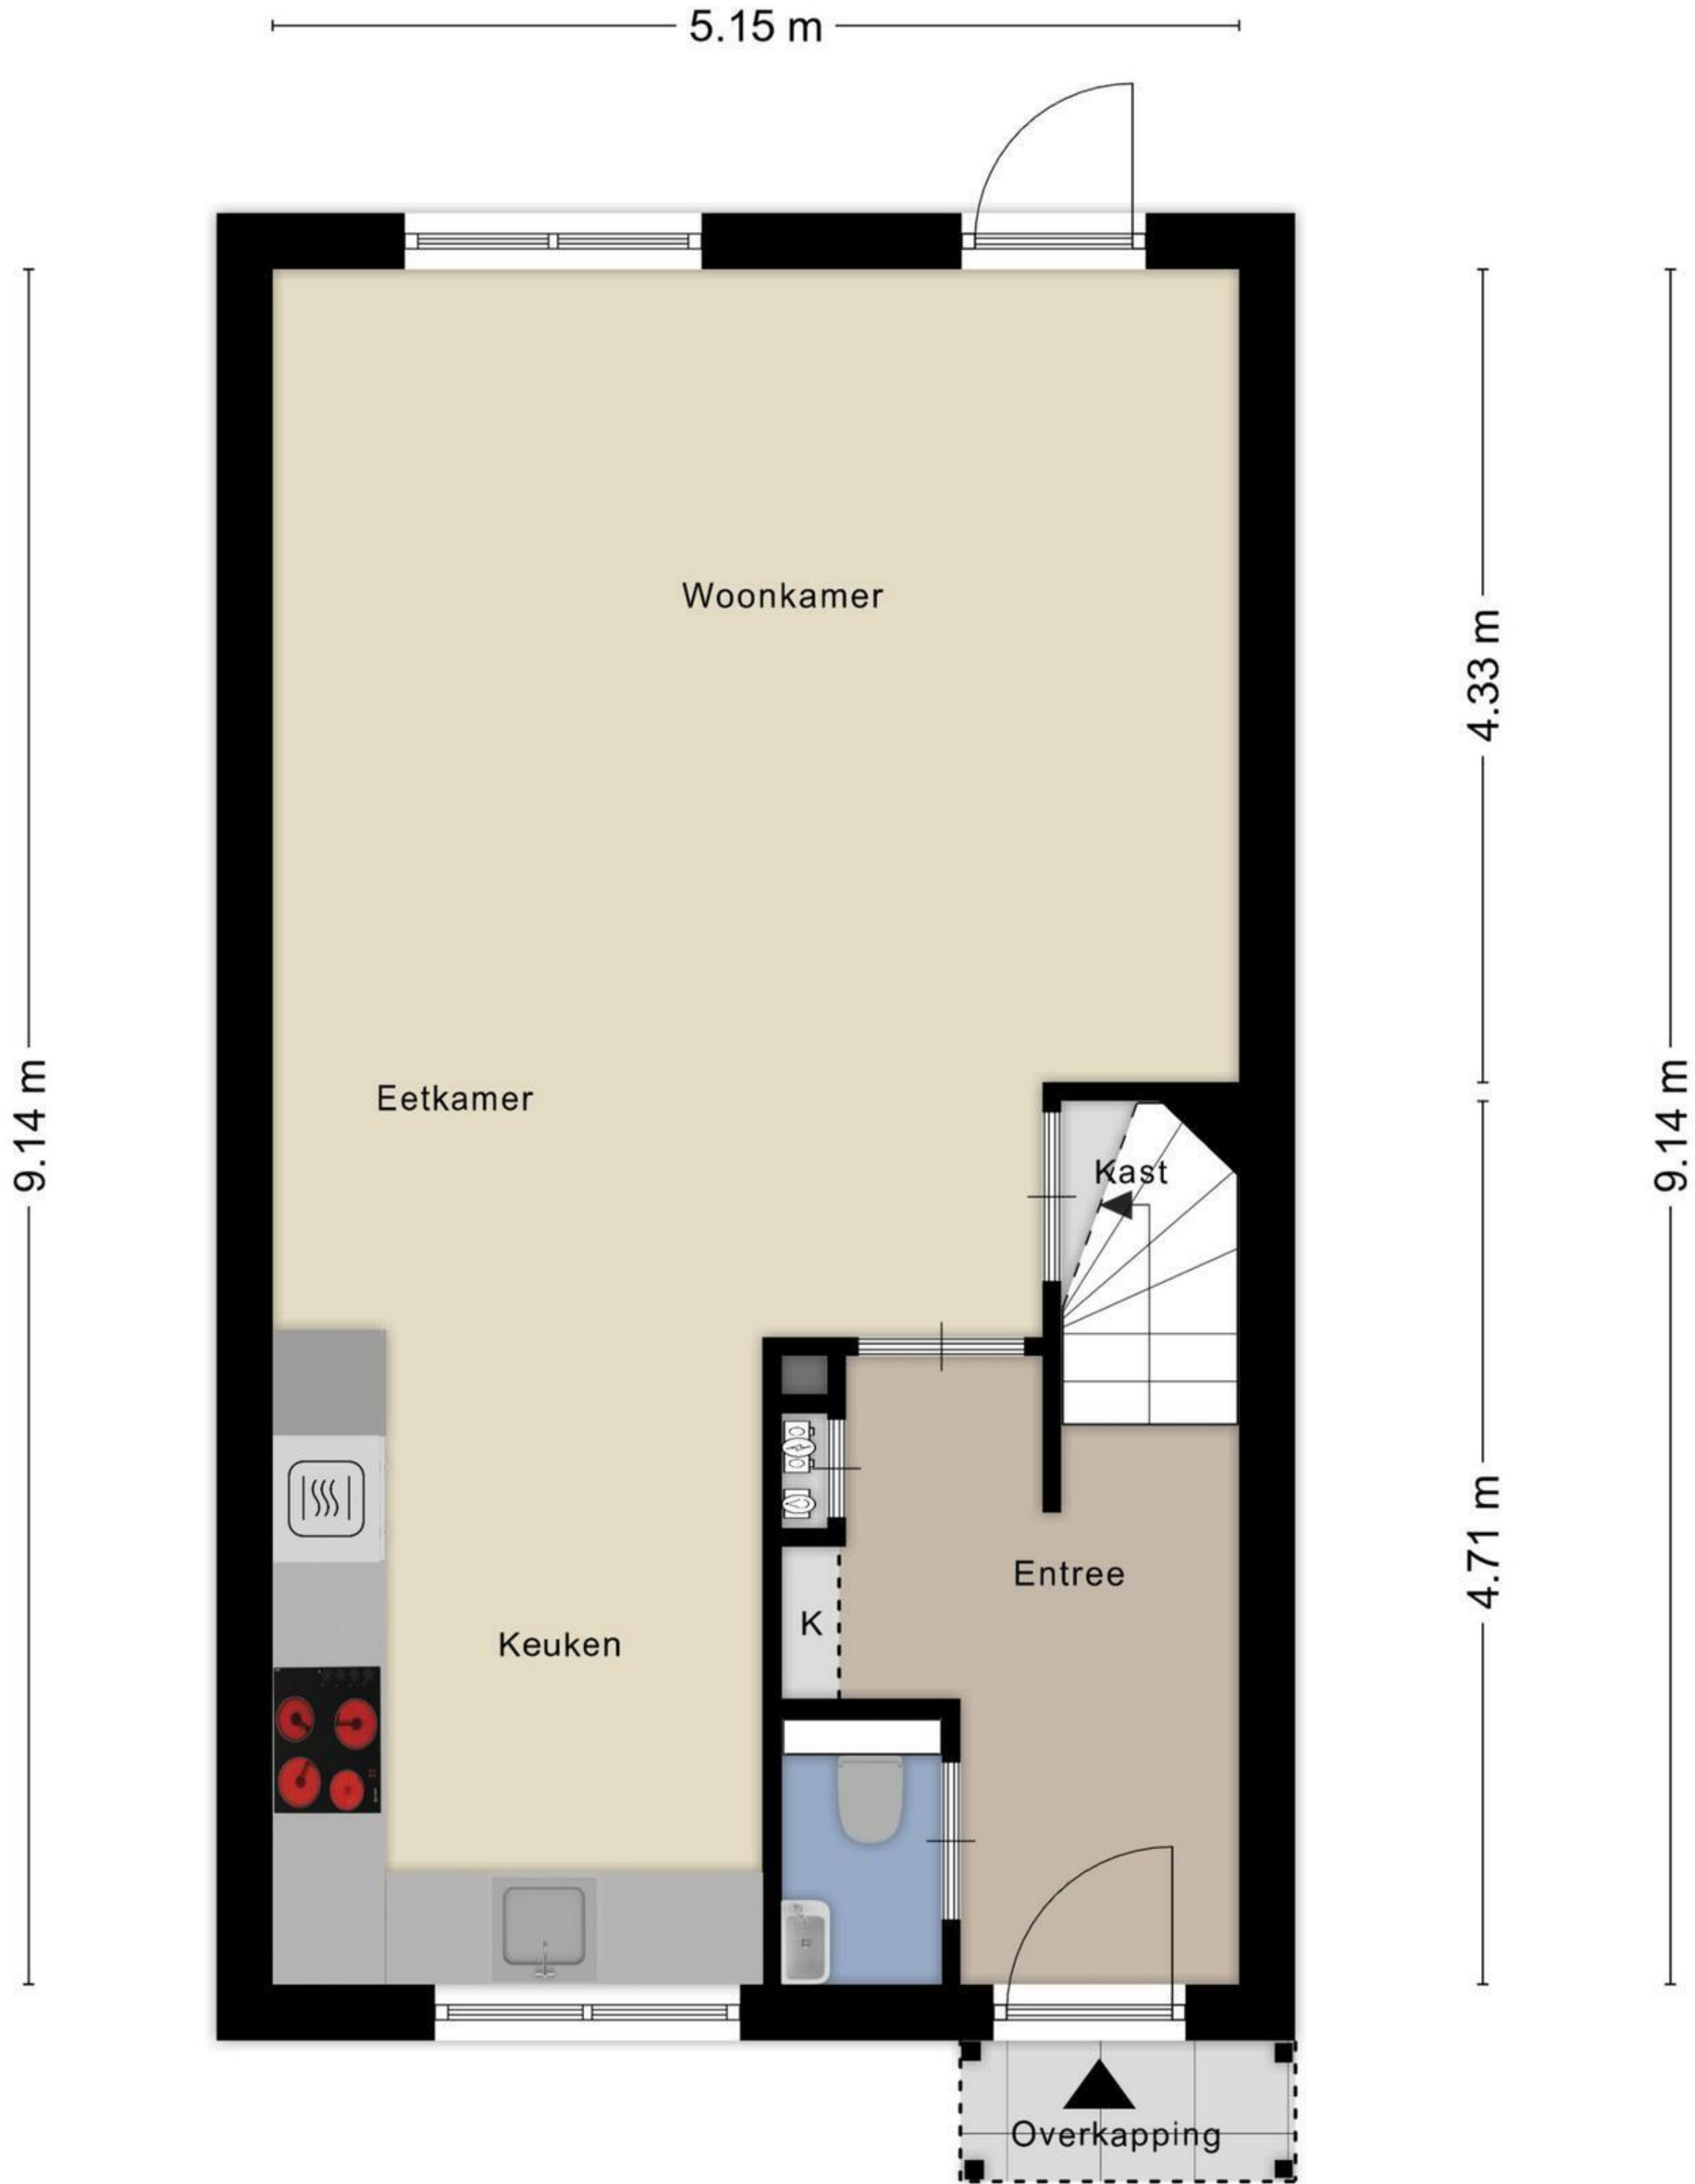 5.15 m
Woonkamer
4.33 m
Eetkamer
9.14 m
9.14 m
Kast
4.71 m
Entree
K
Keuken
Overkapping